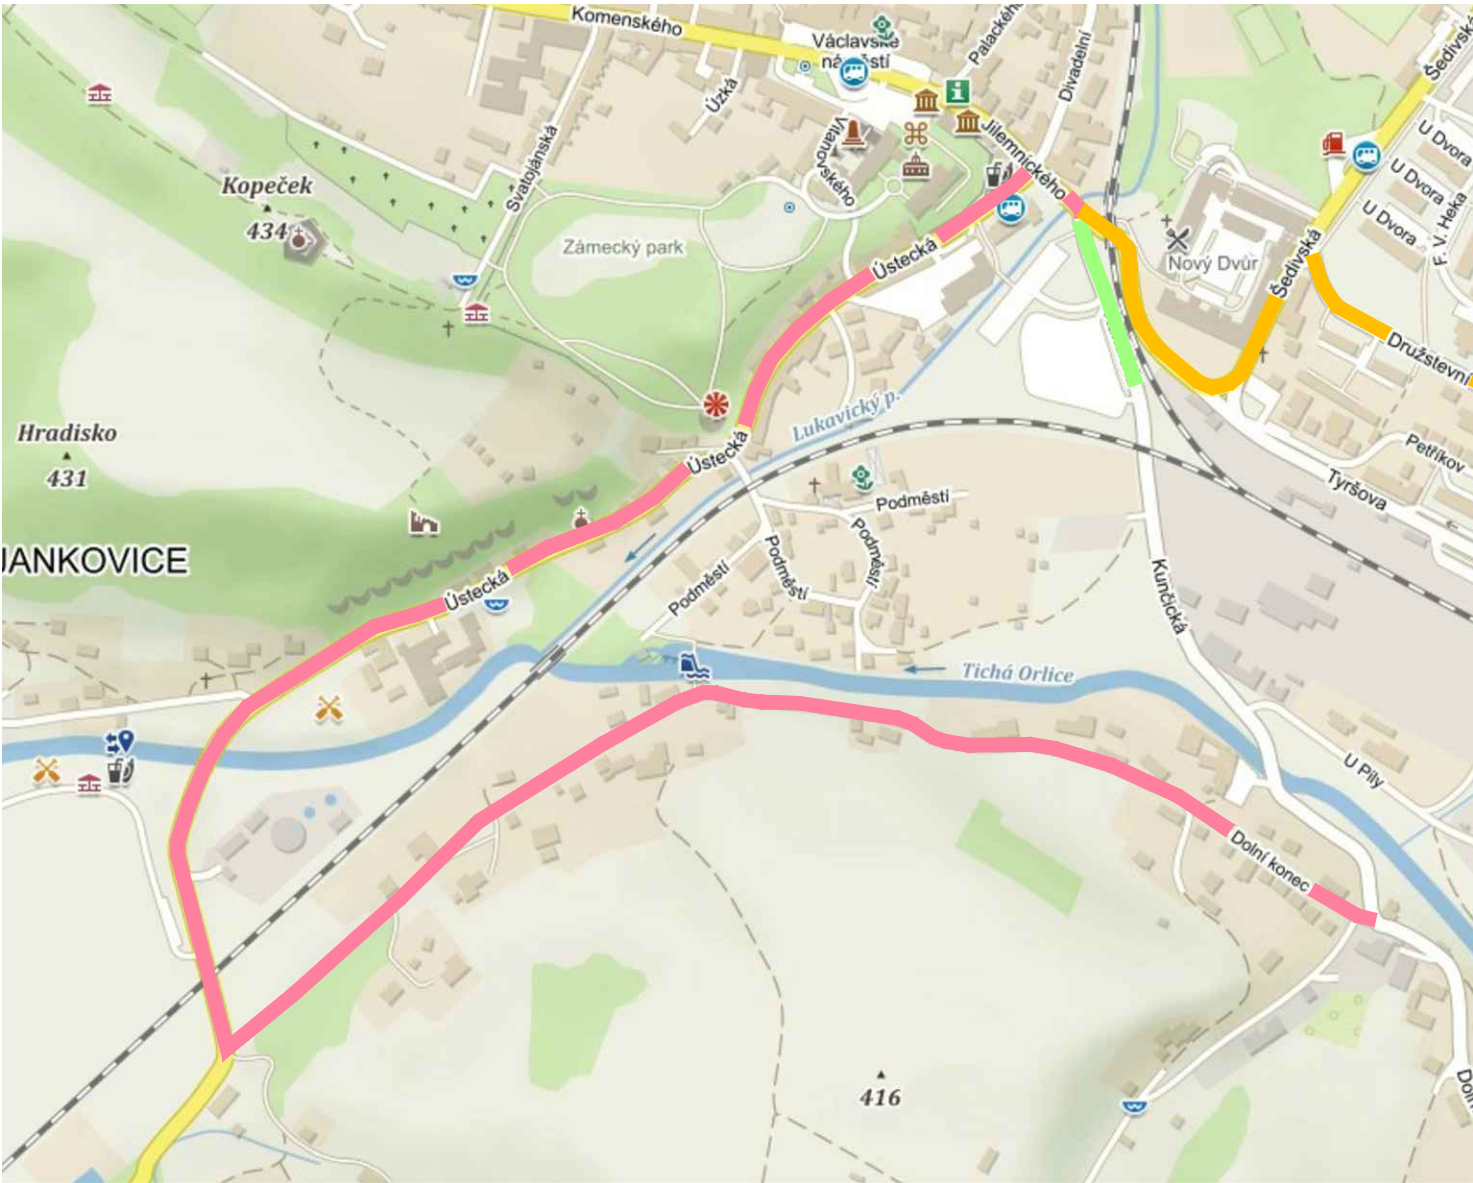 Komenského
Václavské
náměstí
Palackého
Divadelní
Šedivská
Úzká
Vitanovského
Jilemnického
U Dvora
U Dvora
U Dvora
F. V. Heka
Svatojánská
Kopeček
434
Zámecký park
Ústecká
Nový Dvůr
Šedivská
Družstevní
Hradisko
431
Lukavický p.
Ústecká
Petříkov
Tyršova
Podměstí
Podměstí
Podměstí
Podměstí
JANKOVICE
Ústecká
Kunčická
Tichá Orlice
U Pily
Dolní konec
416